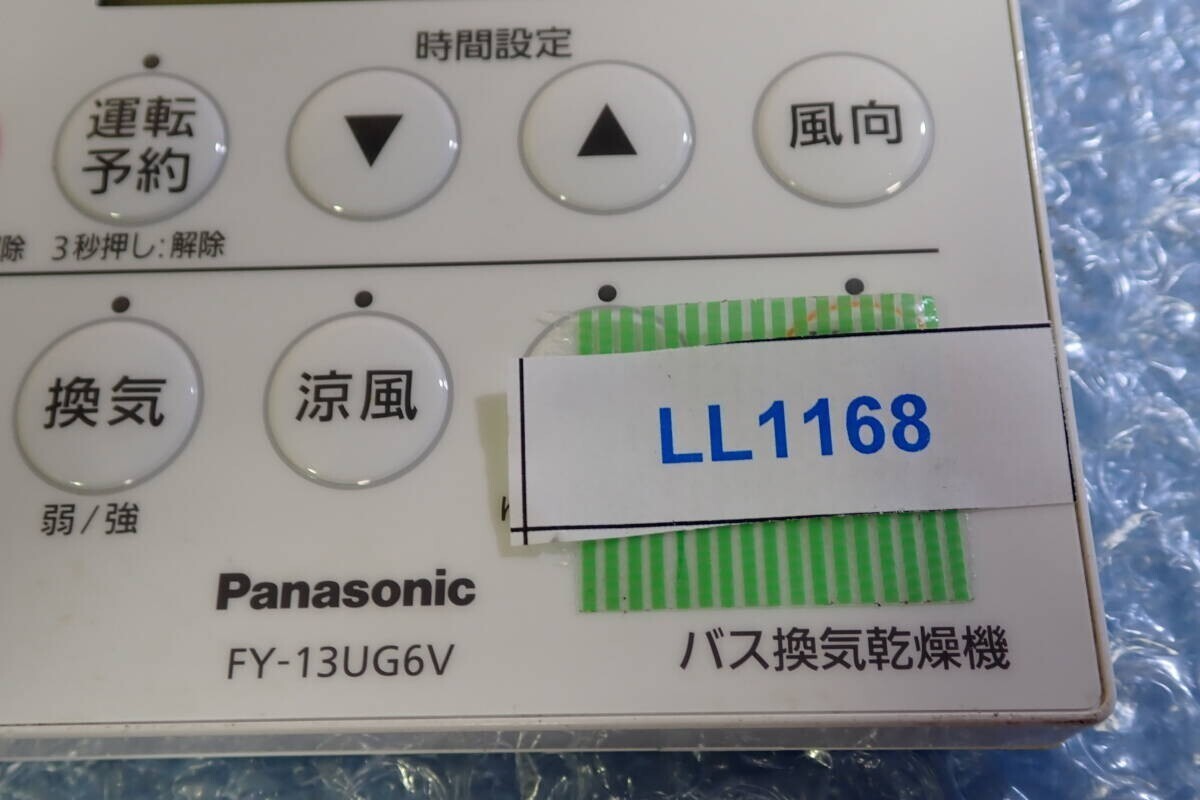 時間設定
運転
予約
▼
▲
風向
除
3秒押し:解除
換気
涼風
LL1168
弱/強
Panasonic
FY-13UG6V
バス換気乾燥機